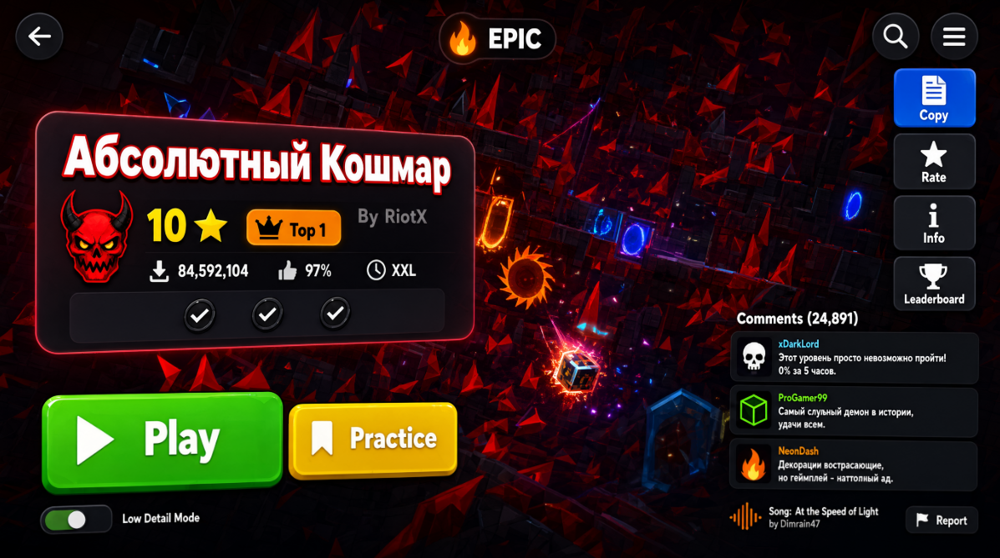 EPIC
Copy
Rate
Info
Leaderboard
Абсолютный Кошмар
10
Top 1
By RiotX
84,592,104
97%
XXL
Play
Practice
Low Detail Mode
Comments (24,891)
xDarkLord
Этот уровень просто невозможно пройти!
0% за 5 часов.
ProGamer99
Самый слулный демон в истории,
удачи всем.
NeonDash
Декорации вострасающие,
но геймплей - наттопный ад.
Song: At the Speed of Light
by Dimrain47
Report